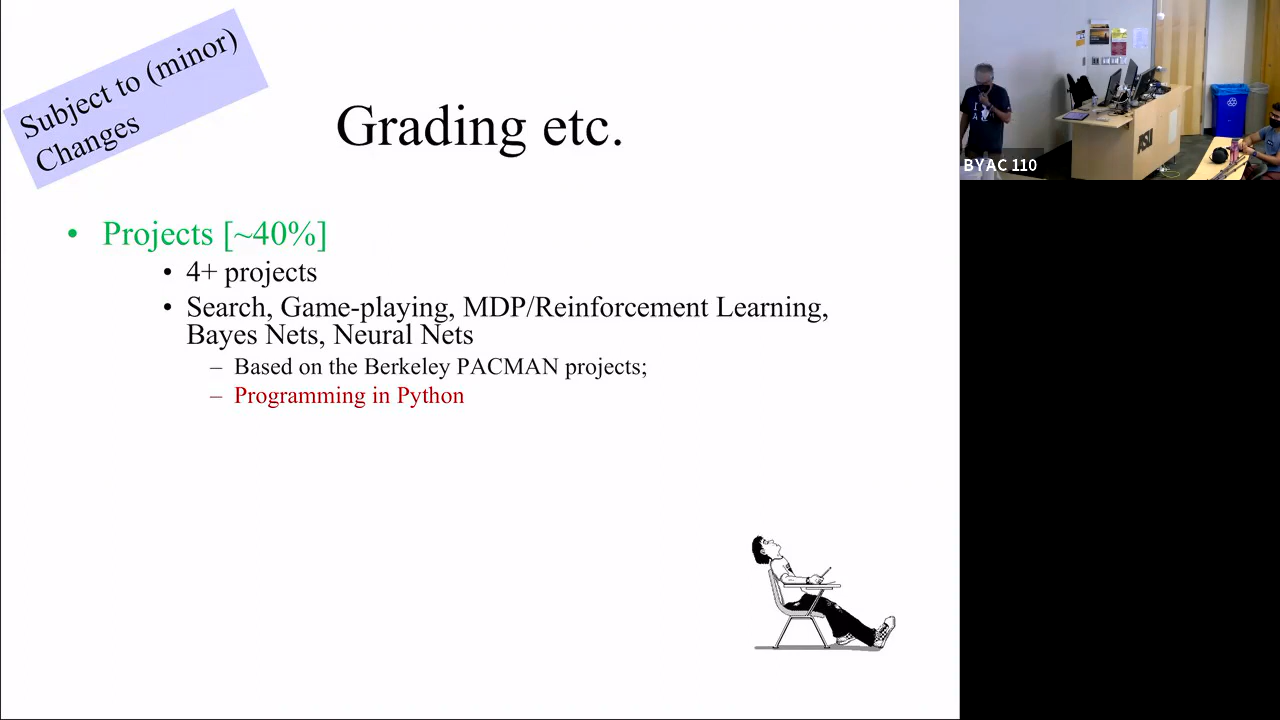 Subject to (minor)
Changes
Grading etc.
• Projects [~40%]
• 4+ projects
• Search, Game-playing, MDP/Reinforcement Learning,
Bayes Nets, Neural Nets
– Based on the Berkeley PACMAN projects;
– Programming in Python
BYAC 110
ASU